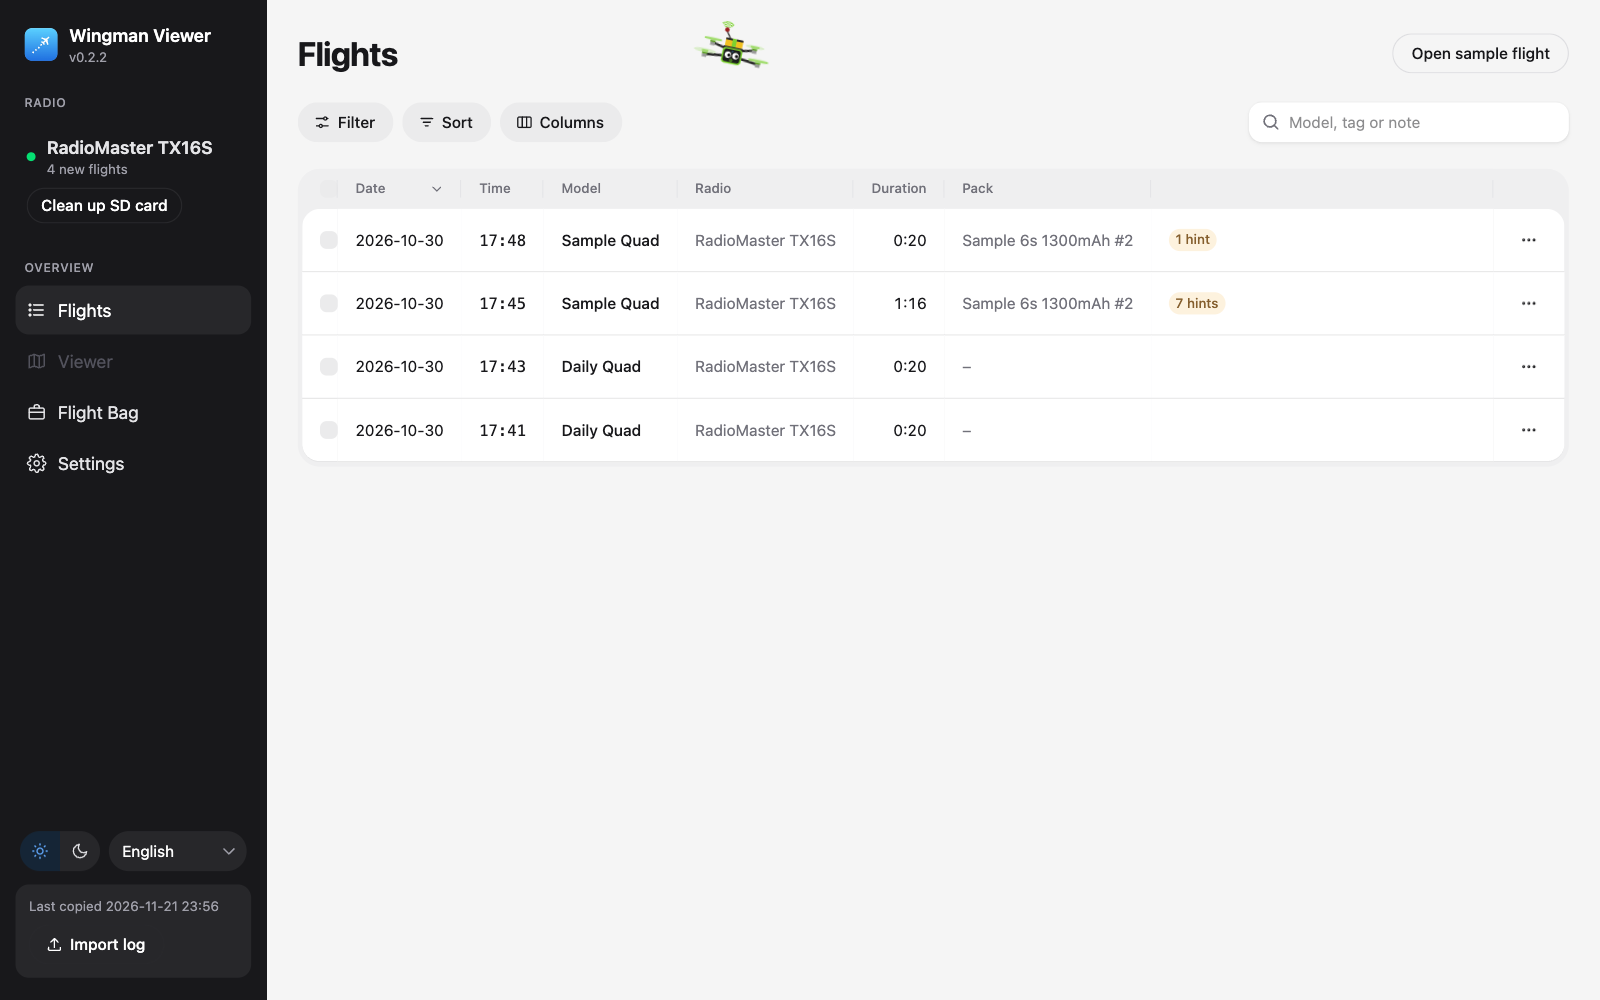 Wingman Viewer
v0.2.2
RADIO
RadioMaster TX16S
4 new flights
Clean up SD card
OVERVIEW
Flights
Viewer
Flight Bag
Settings
English
Last copied 2026-11-21 23:56
Import log
Flights
Open sample flight
Filter
Sort
Columns
Model, tag or note
Date Time Model Radio Duration Pack
2026-10-30 17:48 Sample Quad RadioMaster TX16S 0:20 Sample 6s 1300mAh #2 1 hint
2026-10-30 17:45 Sample Quad RadioMaster TX16S 1:16 Sample 6s 1300mAh #2 7 hints
2026-10-30 17:43 Daily Quad RadioMaster TX16S 0:20 –
2026-10-30 17:41 Daily Quad RadioMaster TX16S 0:20 –